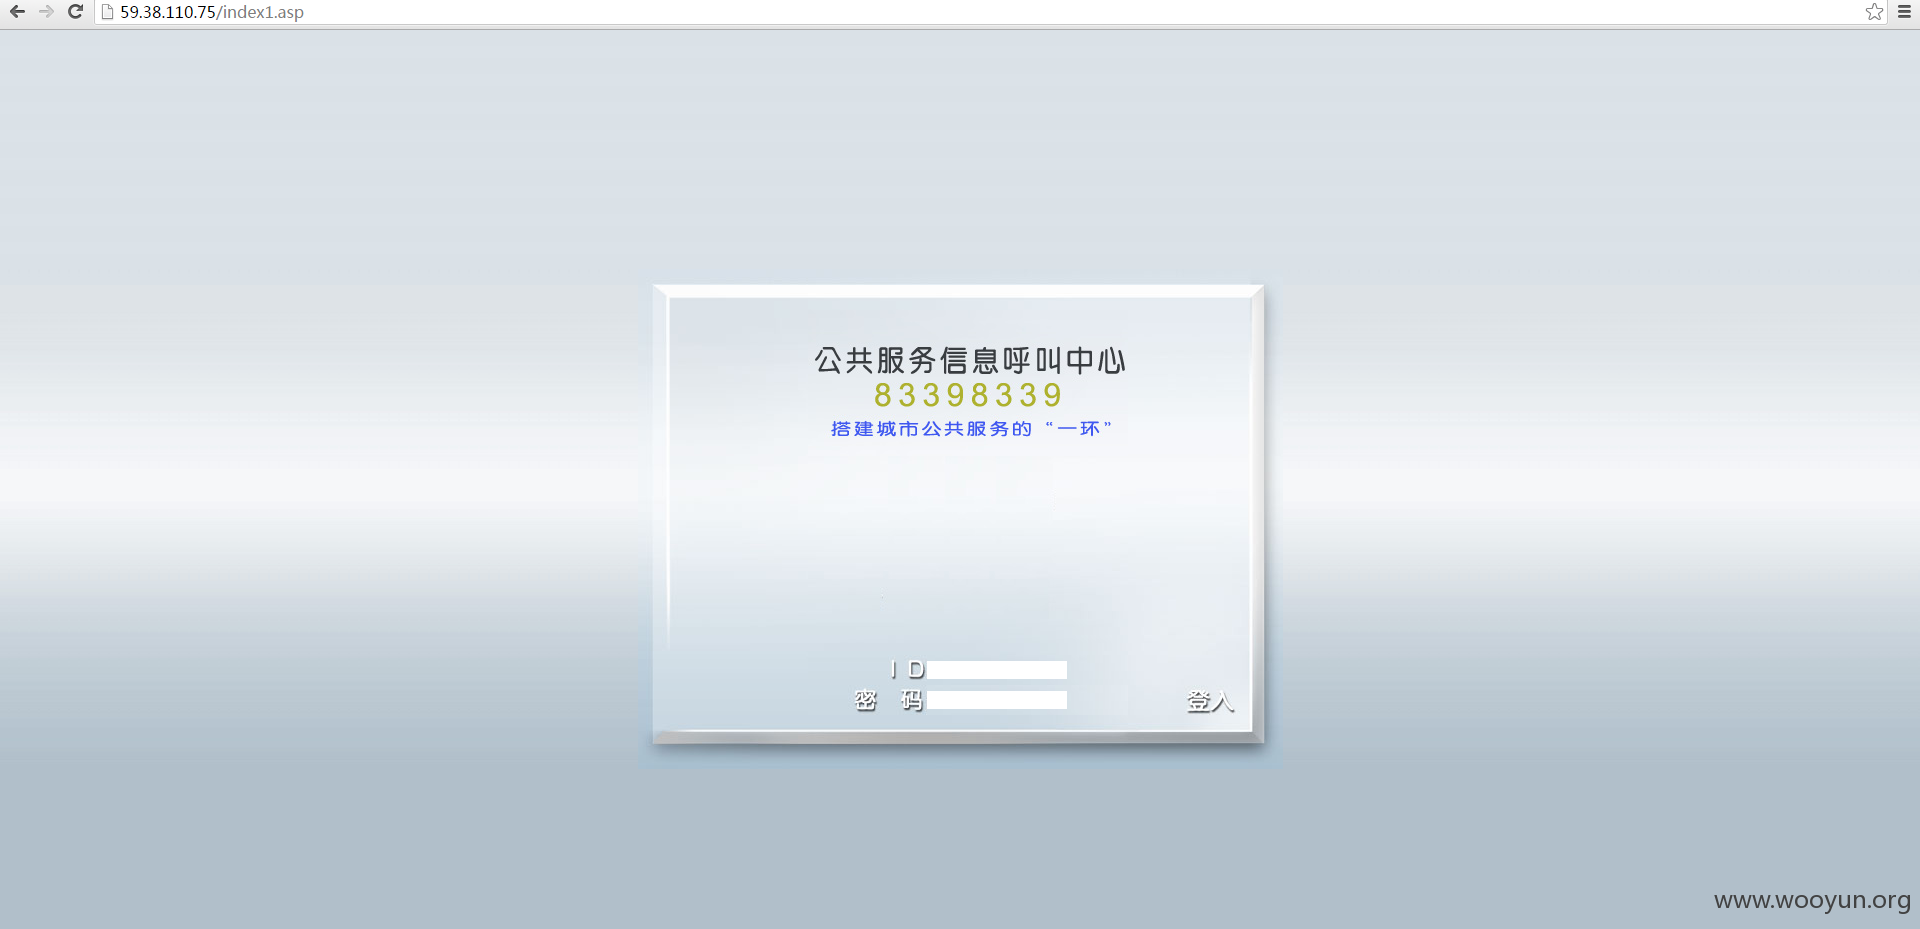 59.38.110.75/index1.asp
公共服务信息呼叫中心
83398339
搭建城市公共服务的“一环”
ID
密 码
登入
www.wooyun.org